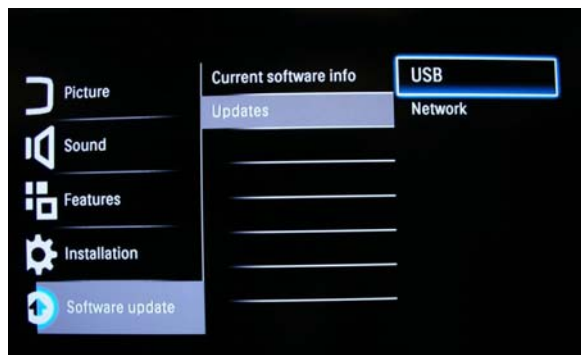 Picture
Sound
Features
Installation
Software update
Current software info
Updates
USB
Network